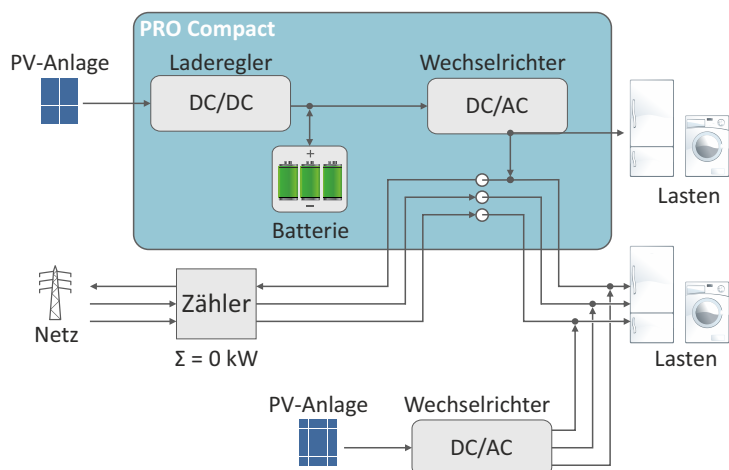 PRO Compact
PV-Anlage
Laderegler
Wechselrichter
DC/DC
DC/AC
+
–
Batterie
Lasten
Netz
Zähler
Σ = 0 kW
Lasten
PV-Anlage
Wechselrichter
DC/AC